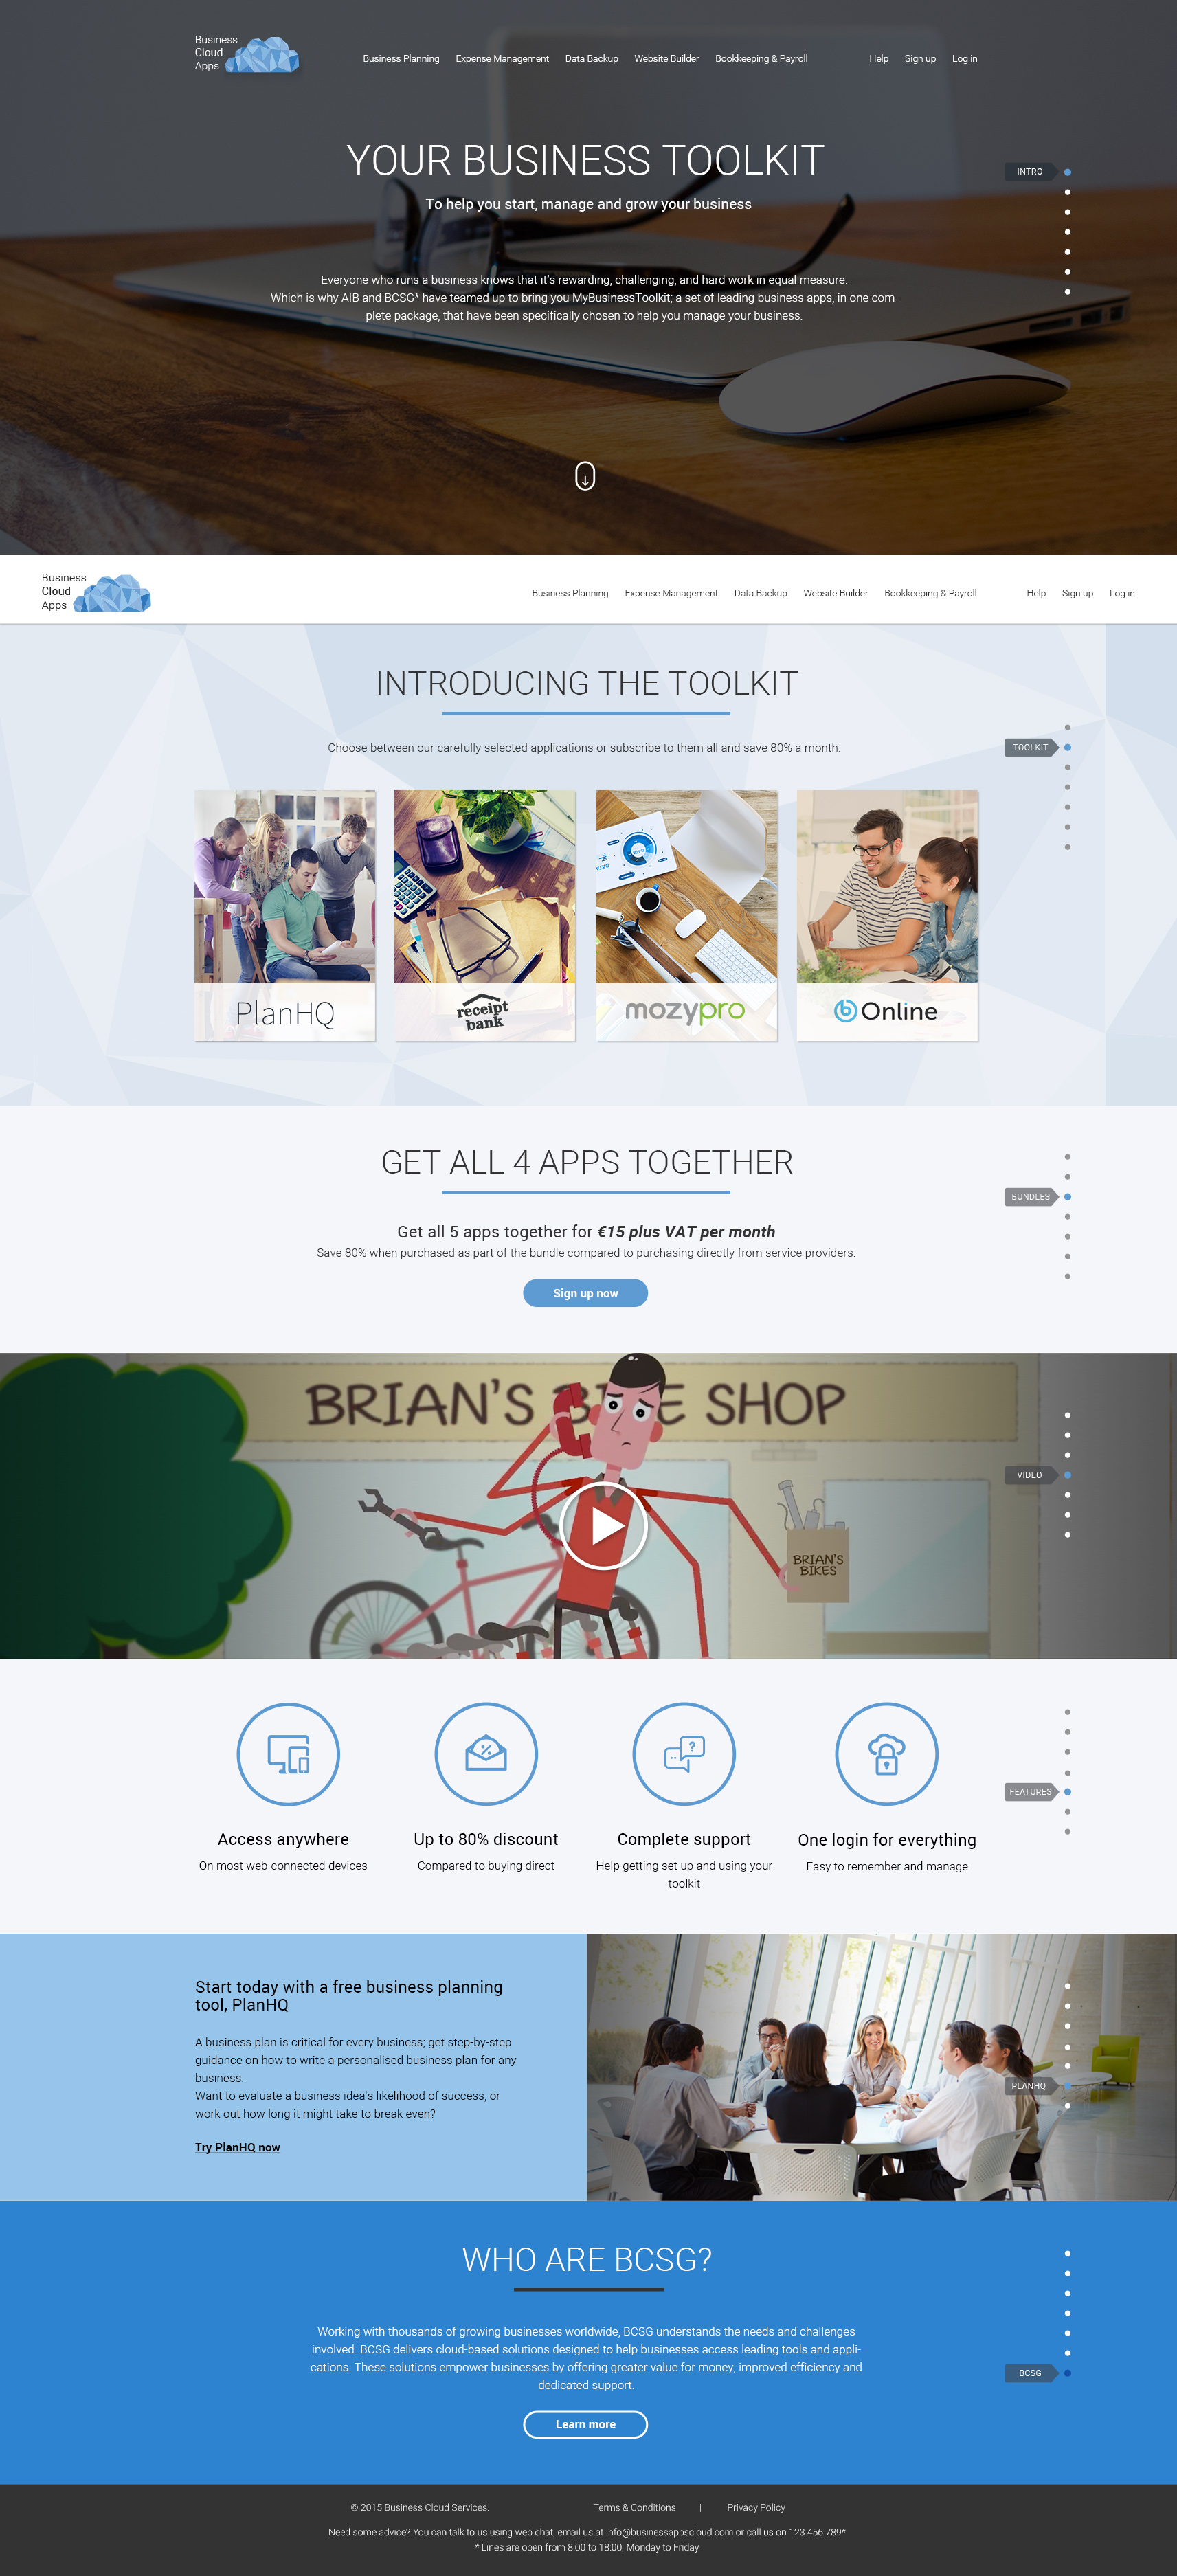 Business
Cloud
Apps
Business Planning Expense Management Data Backup Website Builder Bookkeeping & Payroll Help Sign up Log in
YOUR BUSINESS TOOLKIT
INTRO
To help you start, manage and grow your business
Everyone who runs a business knows that it's rewarding, challenging, and hard work in equal measure.
Which is why AIB and BCSG* have teamed up to bring you MyBusinessToolkit; a set of leading business apps, in one com-
plete package, that have been specifically chosen to help you manage your business.
Business
Cloud
Apps
Business Planning Expense Management Data Backup Website Builder Bookkeeping & Payroll Help Sign up Log in
INTRODUCING THE TOOLKIT
Choose between our carefully selected applications or subscribe to them all and save 80% a month.
TOOLKIT
DATA
DATA
PlanHQ
receipt
bank
mozypro
b Online
GET ALL 4 APPS TOGETHER
BUNDLES
Get all 5 apps together for €15 plus VAT per month
Save 80% when purchased as part of the bundle compared to purchasing directly from service providers.
Sign up now
BRIAN'S B E SHOP
VIDEO
BRIAN'S
BIKES
FEATURES
Access anywhere
On most web-connected devices
Up to 80% discount
Compared to buying direct
Complete support
Help getting set up and using your
toolkit
One login for everything
Easy to remember and manage
Start today with a free business planning
tool, PlanHQ
A business plan is critical for every business; get step-by-step
guidance on how to write a personalised business plan for any
business.
Want to evaluate a business idea's likelihood of success, or
work out how long it might take to break even?
Try PlanHQ now
PLANHQ
WHO ARE BCSG?
Working with thousands of growing businesses worldwide, BCSG understands the needs and challenges
involved. BCSG delivers cloud-based solutions designed to help businesses access leading tools and appli-
cations. These solutions empower businesses by offering greater value for money, improved efficiency and
dedicated support.
BCSG
Learn more
© 2015 Business Cloud Services. Terms & Conditions | Privacy Policy
Need some advice? You can talk to us using web chat, email us at info@businessappscloud.com or call us on 123 456 789*
* Lines are open from 8:00 to 18:00, Monday to Friday